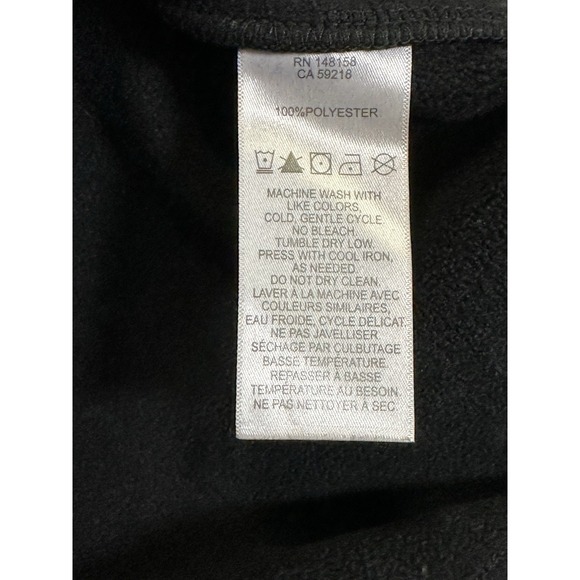 RN 148158
CA 59218
100%POLYESTER
MACHINE WASH WITH
LIKE COLORS,
COLD, GENTLE CYCLE.
NO BLEACH.
TUMBLE DRY LOW.
PRESS WITH COOL IRON,
AS NEEDED.
DO NOT DRY CLEAN.
LAVER À LA MACHINE AVEC
COULEURS SIMILAIRES,
EAU FROIDE, CYCLE DÉLICAT.
NE PAS JAVELLISER.
SÉCHAGE PAR CULBUTAGE
BASSE TEMPÉRATURE.
REPASSER À BASSE
TEMPÉRATURE AU BESOIN.
NE PAS NETTOYER À SEC.